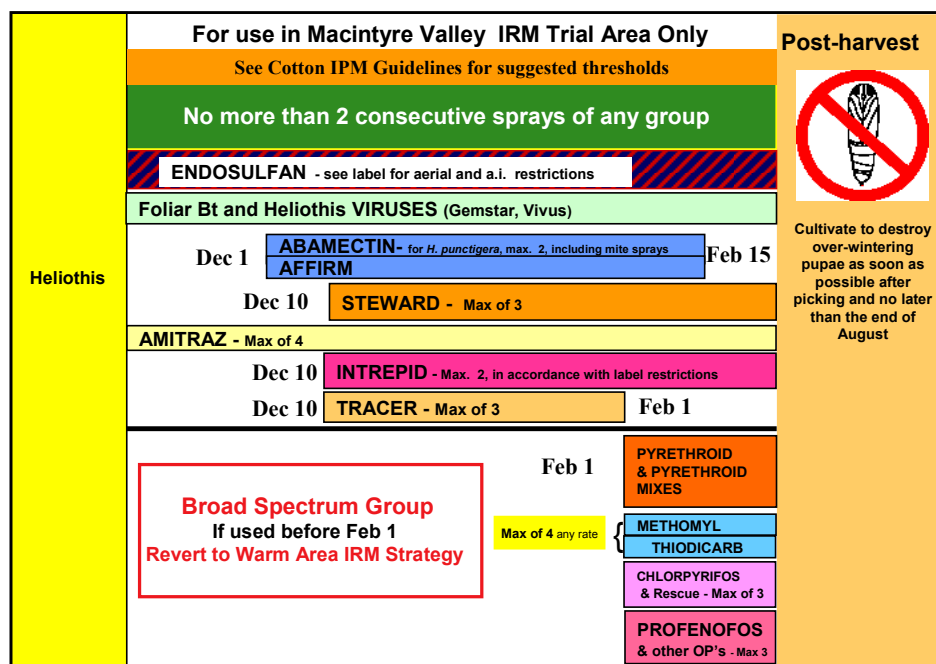 For use in Macintyre Valley IRM Trial Area Only
See Cotton IPM Guidelines for suggested thresholds
No more than 2 consecutive sprays of any group
ENDOSULFAN - see label for aerial and a.i. restrictions
Foliar Bt and Heliothis VIRUSES (Gemstar, Vivus)
Heliothis
Dec 1
ABAMECTIN- for H. punctigera, max. 2, including mite sprays
AFFIRM
Feb 15
Dec 10
STEWARD - Max of 3
AMITRAZ - Max of 4
Dec 10
INTREPID - Max. 2, in accordance with label restrictions
Dec 10
TRACER - Max of 3
Feb 1
Broad Spectrum Group
If used before Feb 1
Revert to Warm Area IRM Strategy
Feb 1
PYRETHROID
& PYRETHROID
MIXES
Max of 4 any rate
{
METHOMYL
THIODICARB
CHLORPYRIFOS
& Rescue - Max of 3
PROFENOFOS
& other OP's - Max 3
Post-harvest
Cultivate to destroy
over-wintering
pupae as soon as
possible after
picking and no later
than the end of
August